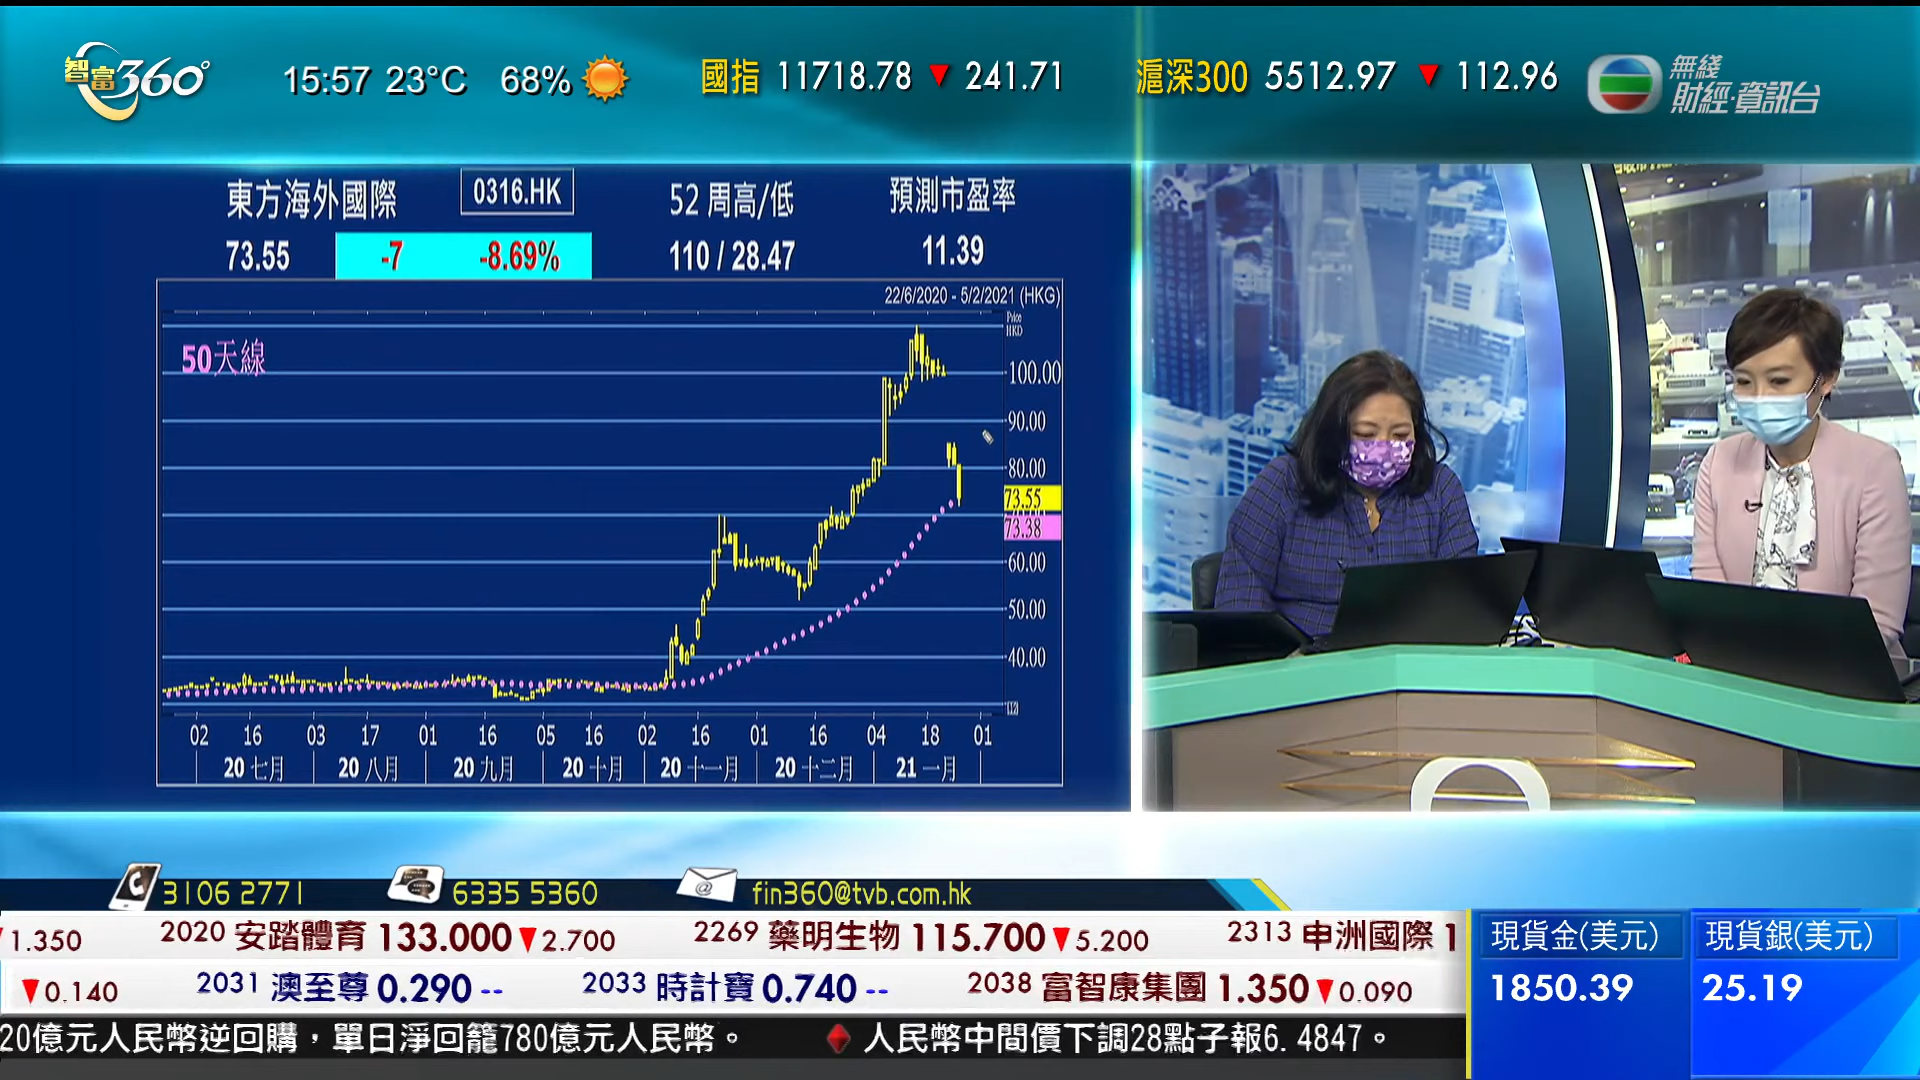 智富360°
15:57 23°C 68%
國指 11718.78 ▼ 241.71
滬深300 5512.97 ▼ 112.96
無綫
財經·資訊台
東方海外國際 0316.HK 52 周高/低 預測市盈率
73.55 -7 -8.69% 110 / 28.47 11.39
22/6/2020 - 5/2/2021 (HKG)
Price
HKD
50天線
100.00
90.00
80.00
73.55
73.38
60.00
50.00
40.00
02 16 03 17 01 16 05 16 02 16 01 16 04 18 01
20 七月 20 八月 20 九月 20 十月 20 十一月 20 十二月 21 一月
3106 2771 6335 5360 fin360@tvb.com.hk
1.350 2020 安踏體育 133.000 ▼ 2.700 2269 藥明生物 115.700 ▼ 5.200 2313 申洲國際 1
▼ 0.140 2031 澳至尊 0.290 -- 2033 時計寶 0.740 -- 2038 富智康集團 1.350 ▼ 0.090
20億元人民幣逆回購，單日淨回籠780億元人民幣。 人民幣中間價下調28點子報6.4847。
現貨金(美元) 現貨銀(美元)
1850.39 25.19